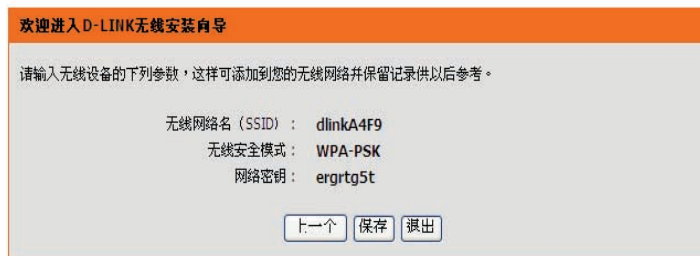 欢迎进入D-LINK无线安装向导
请输入无线设备的下列参数，这样可添加到您的无线网络并保留记录供以后参考。
无线网络名（SSID）： dlinkA4F9
无线安全模式： WPA-PSK
网络密钥： ergrtg5t
上一个 保存 退出